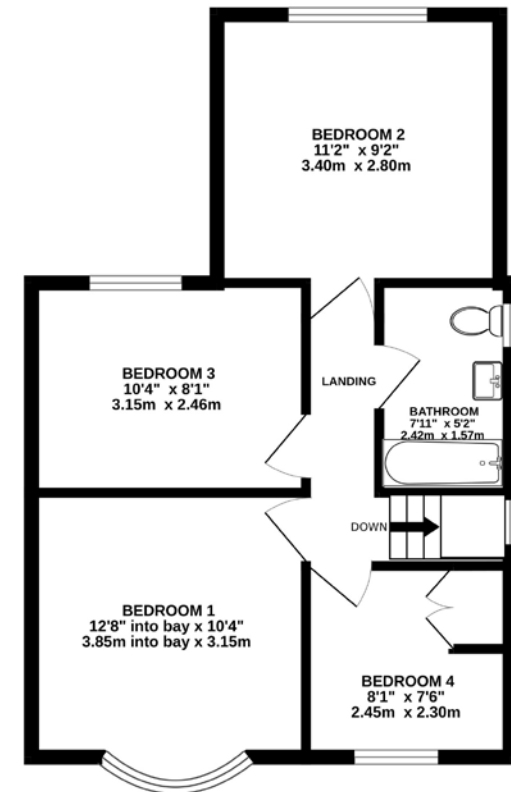 BEDROOM 2
11'2" x 9'2"
3.40m x 2.80m
BEDROOM 3
10'4" x 8'1"
3.15m x 2.46m
LANDING
BATHROOM
7'11" x 5'2"
2.42m x 1.57m
DOWN
BEDROOM 1
12'8" into bay x 10'4"
3.85m into bay x 3.15m
BEDROOM 4
8'1" x 7'6"
2.45m x 2.30m